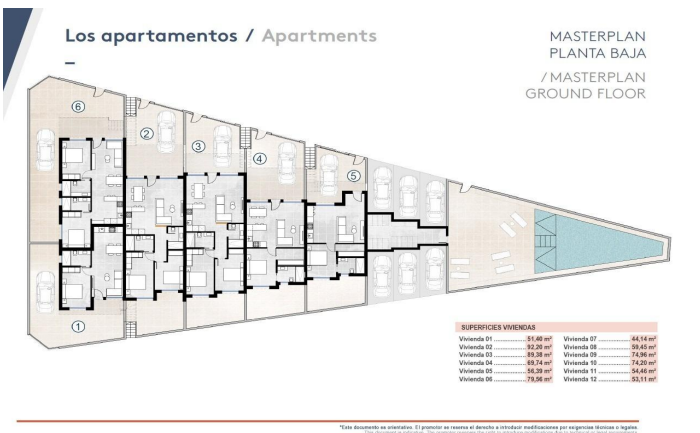 Los apartamentos / Apartments
MASTERPLAN
PLANTA BAJA
/ MASTERPLAN
GROUND FLOOR
6
2
3
4
5
1
SUPERFICIES VIVIENDAS
Vivienda 01 ............ 51,40 m² Vivienda 07 ............ 44,14 m²
Vivienda 02 ............ 92,20 m² Vivienda 08 ............ 59,45 m²
Vivienda 03 ............ 89,38 m² Vivienda 09 ............ 74,96 m²
Vivienda 04 ............ 69,74 m² Vivienda 10 ............ 74,20 m²
Vivienda 05 ............ 56,39 m² Vivienda 11 ............ 54,46 m²
Vivienda 06 ............ 79,56 m² Vivienda 12 ............ 53,11 m²
*Este documento es orientativo. El promotor se reserva el derecho a introducir modificaciones por exigencias técnicas o legales.